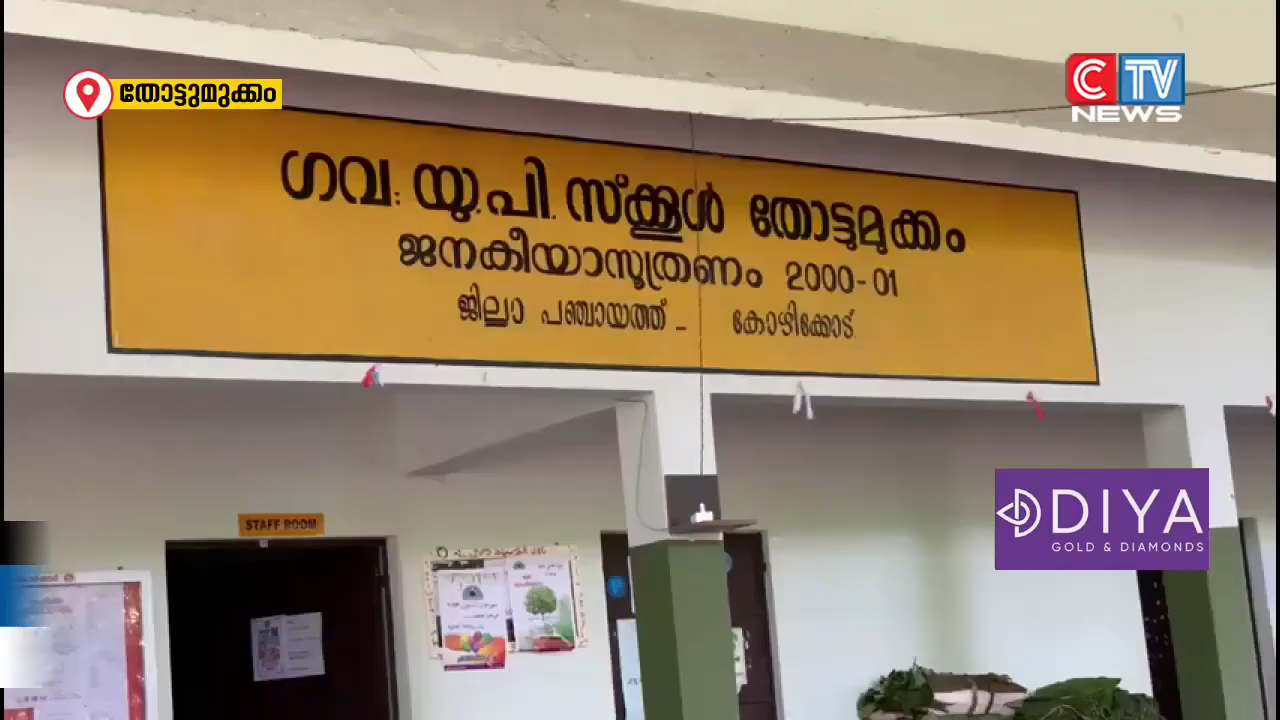 തോട്ടുമുക്കം
CTV
NEWS
ഗവ: യു.പി. സ്ക്കൂൾ തോട്ടുമുക്കം
ജനകീയാസൂത്രണം 2000-01
ജില്ലാ പഞ്ചായത്ത് - കോഴിക്കോട്
DIYA
GOLD & DIAMONDS
STAFF ROOM